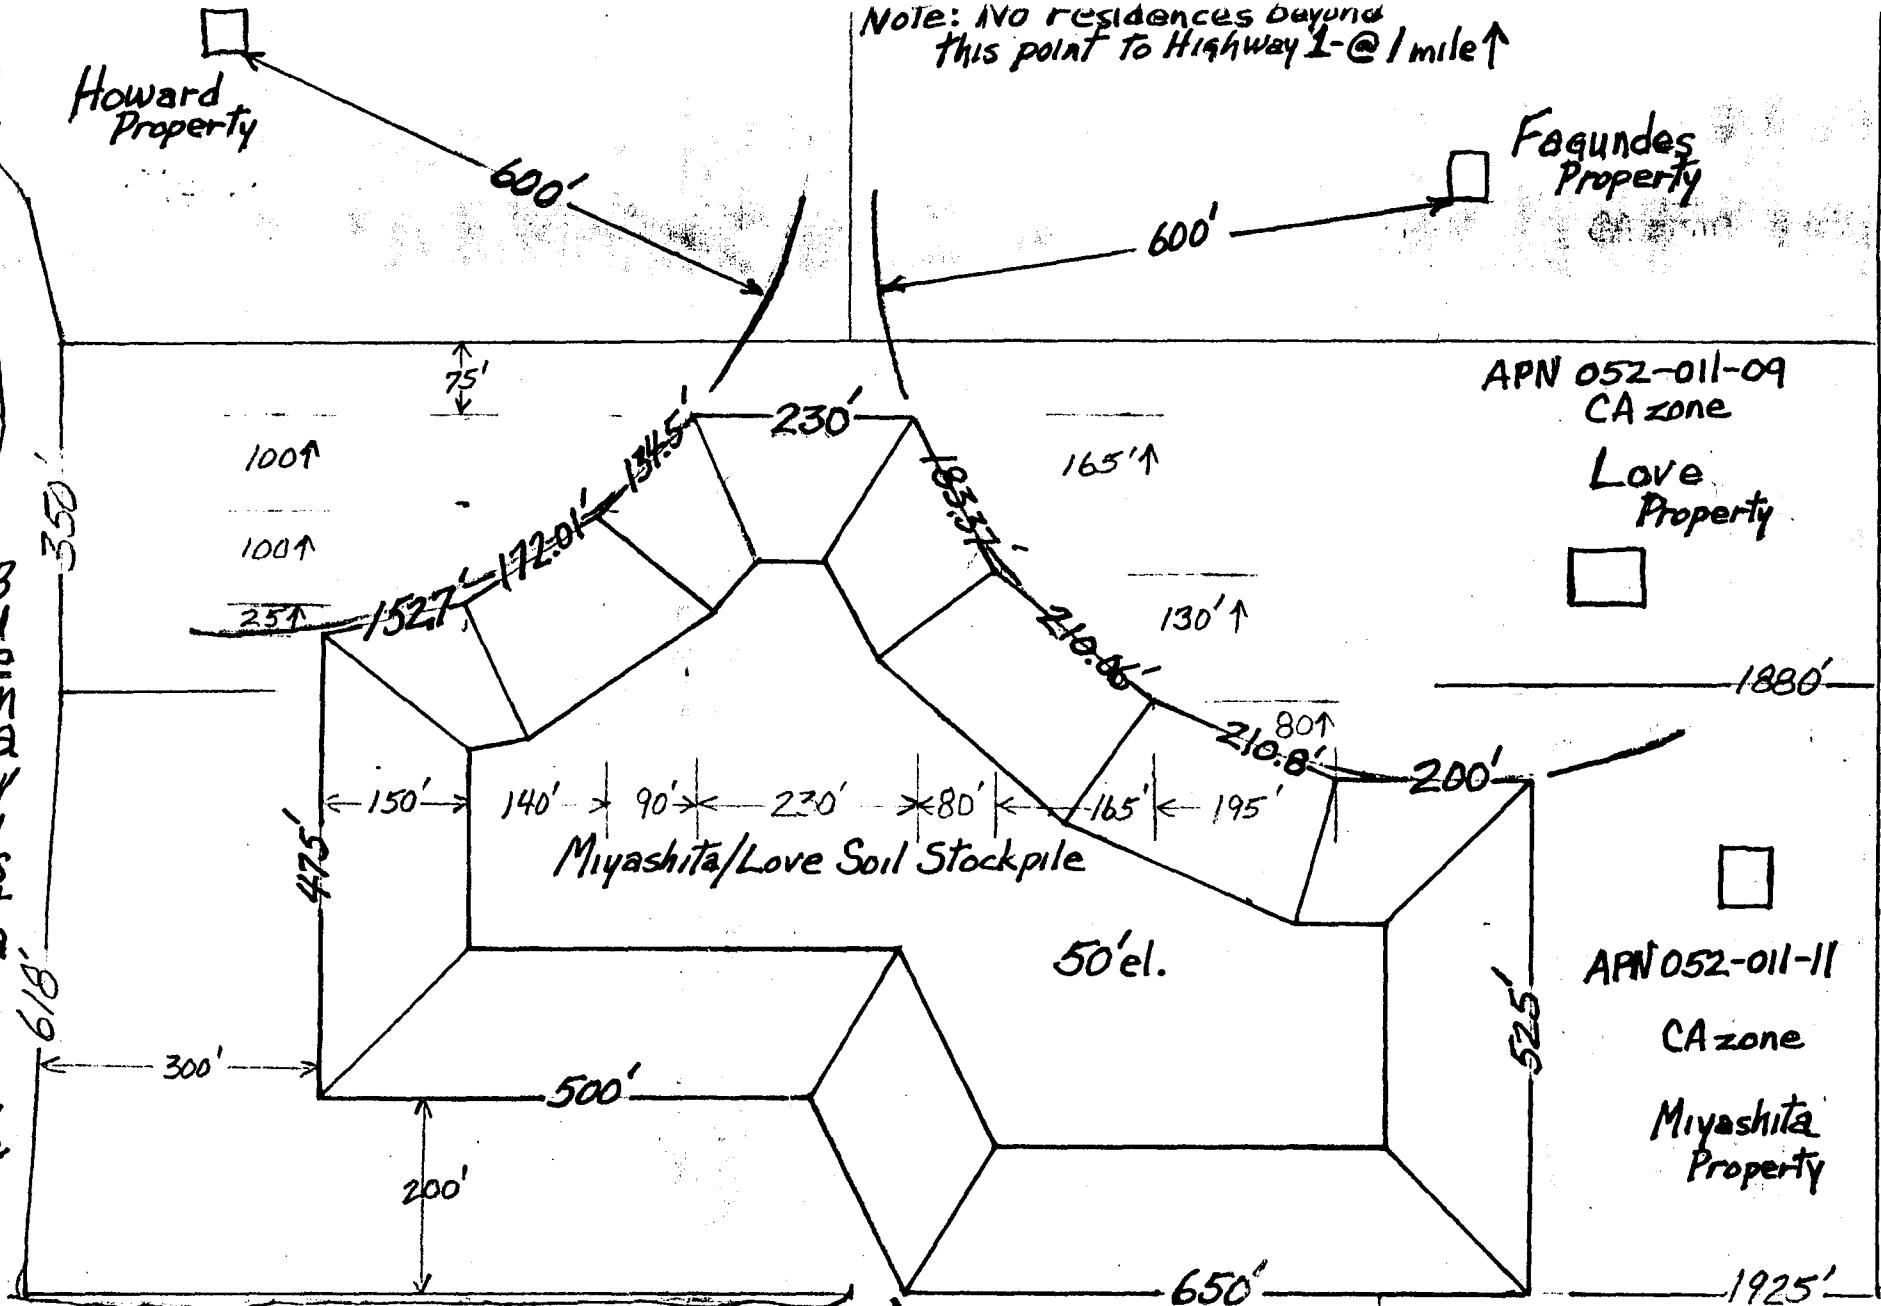 Note: No residences beyond
this point to Highway 1-@ 1 mile↑
Howard
Property
Fagundes
Property
600'
600'
75'
APN 052-011-09
CA zone
Love
Property
230'
134.5'
100↑
165'↑
183.37'
172.01'
350'
100↑
152.7'
25↑
210.06'
130'↑
1880'
80↑
210.8'
200'
150'
140'
90'
230'
80'
165'
195'
475'
Miyashita/Love Soil Stockpile
50'el.
APN 052-011-11
CA zone
Miyashita
Property
618'
525'
300'
500'
200'
650'
1925'